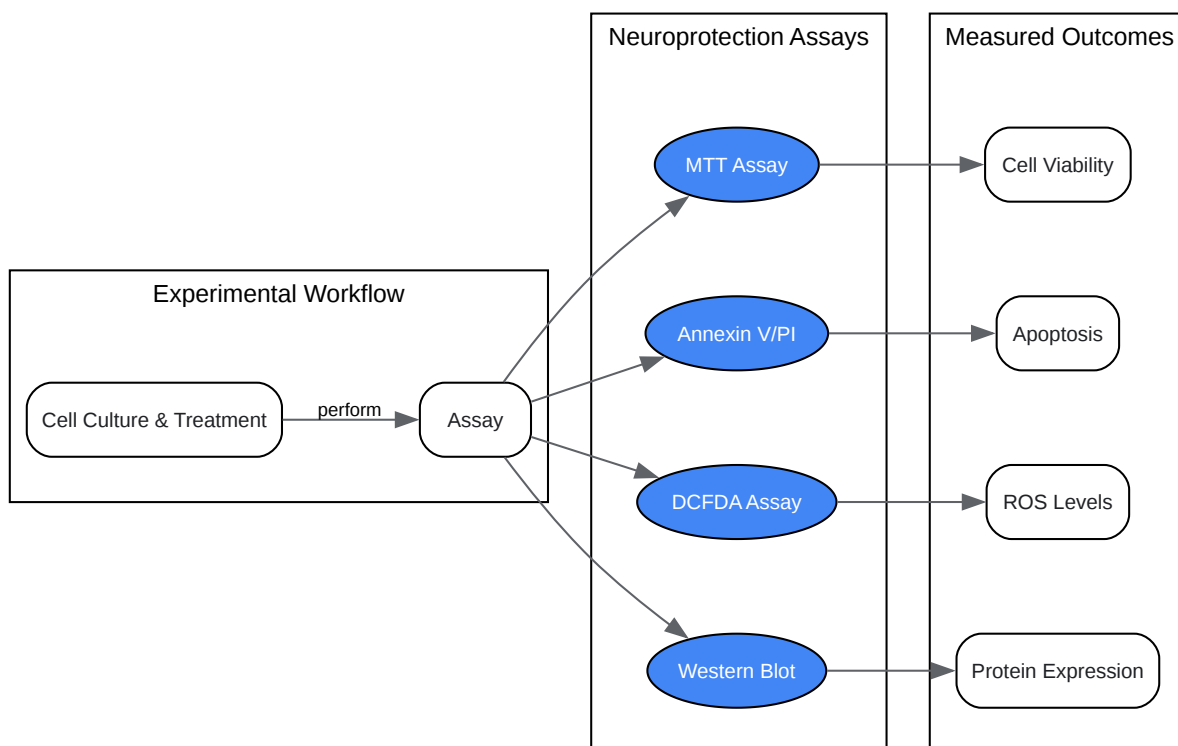 Experimental Workflow
Cell Culture & Treatment
perform
Assay
Neuroprotection Assays
MTT Assay
Annexin V/PI
DCFDA Assay
Western Blot
Measured Outcomes
Cell Viability
Apoptosis
ROS Levels
Protein Expression